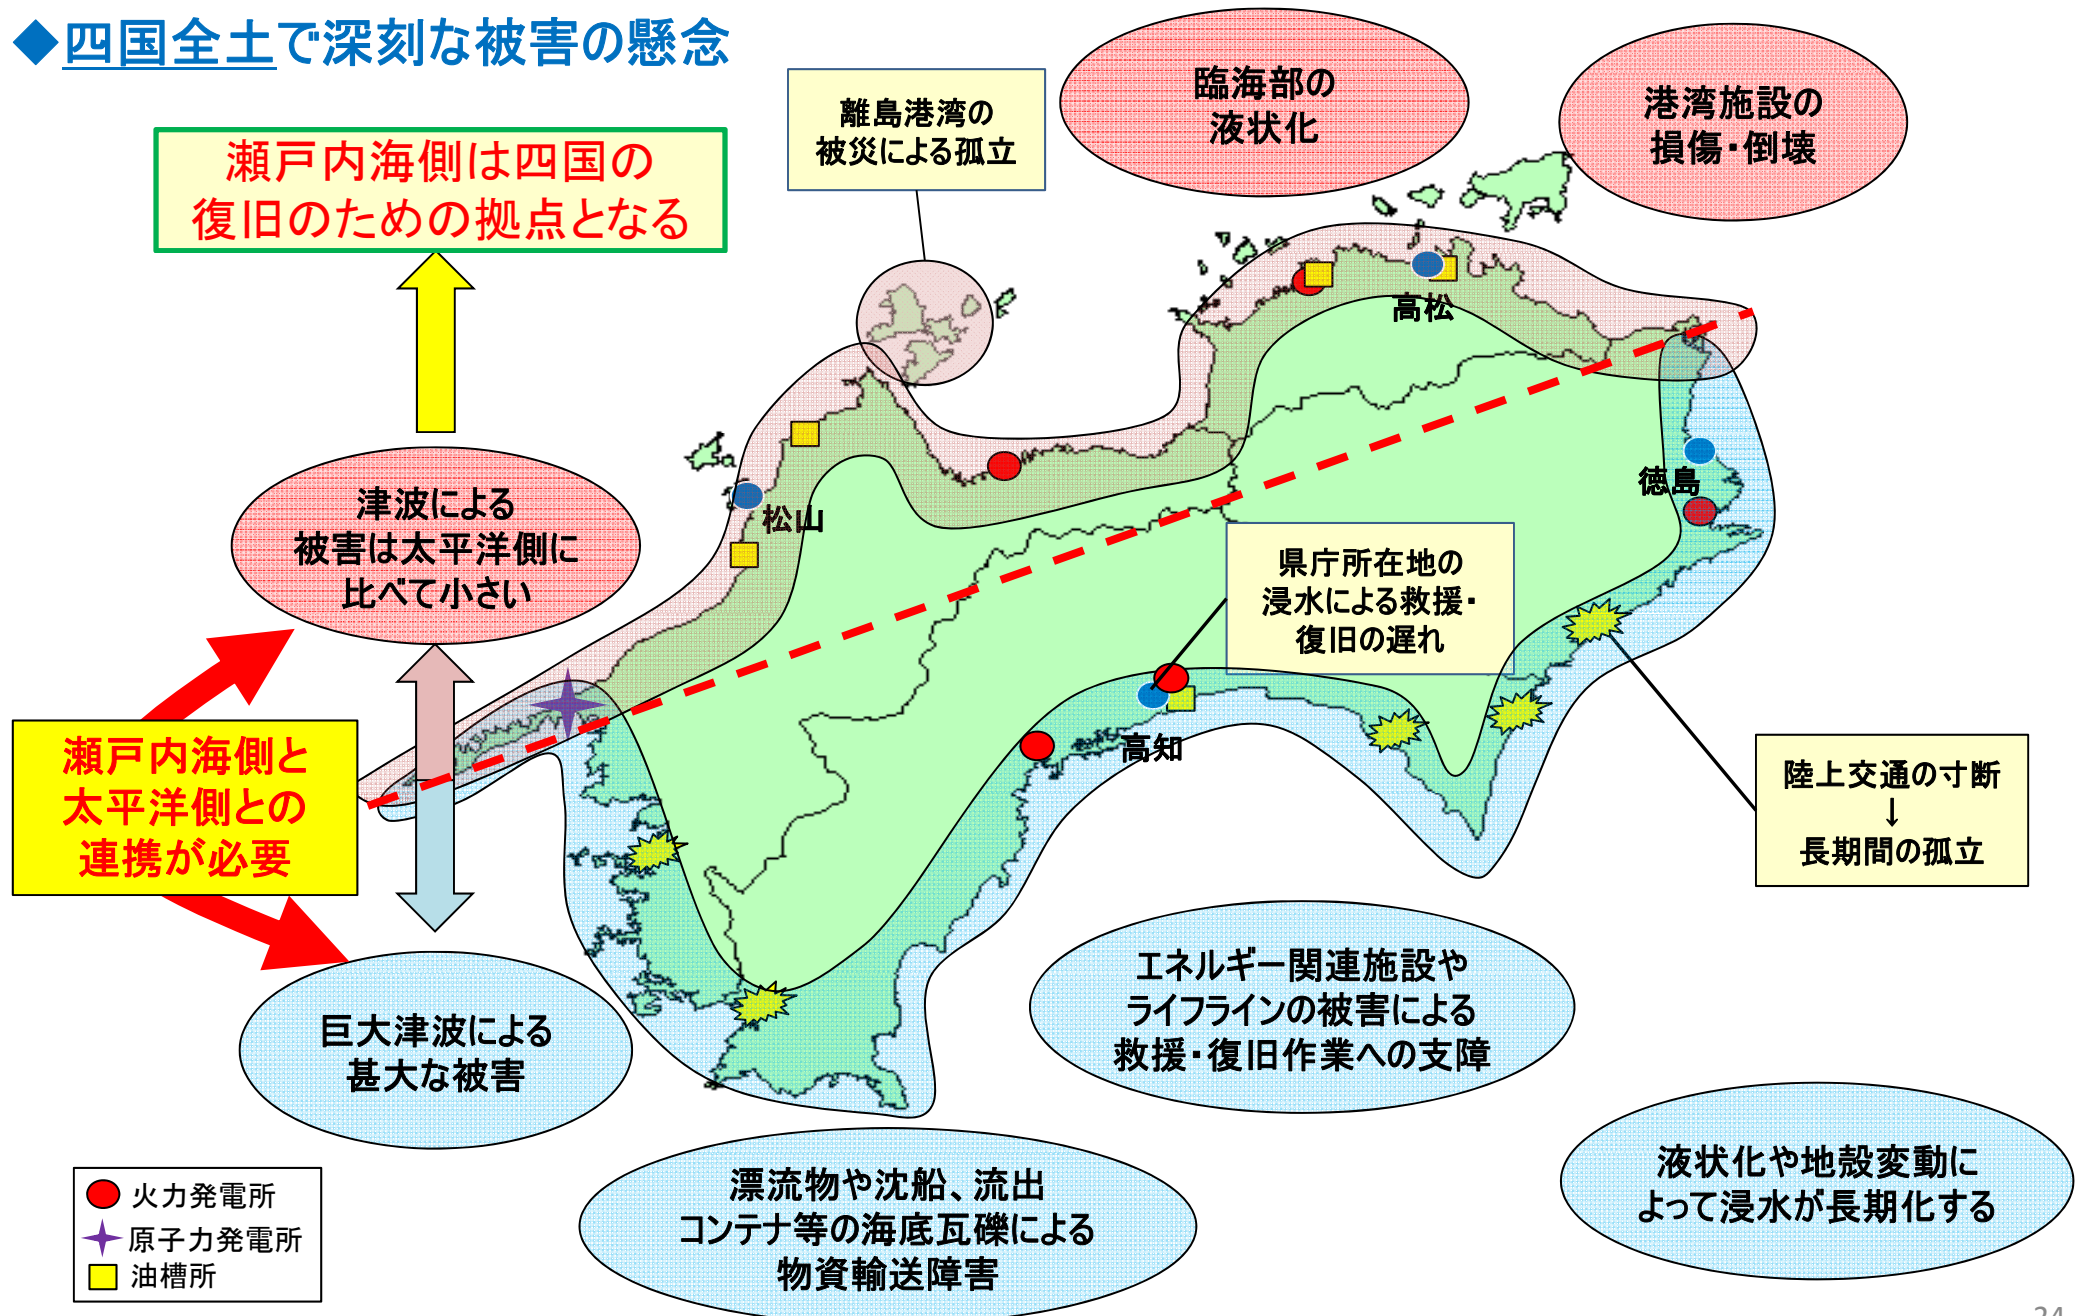 ◆四国全土で深刻な被害の懸念
瀬戸内海側は四国の
復旧のための拠点となる
離島港湾の
被災による孤立
臨海部の
液状化
港湾施設の
損傷・倒壊
高松
徳島
松山
高知
津波による
被害は太平洋側に
比べて小さい
県庁所在地の
浸水による救援・
復旧の遅れ
瀬戸内海側と
太平洋側との
連携が必要
陸上交通の寸断
↓
長期間の孤立
巨大津波による
甚大な被害
エネルギー関連施設や
ライフラインの被害による
救援・復旧作業への支障
漂流物や沈船、流出
コンテナ等の海底瓦礫による
物資輸送障害
液状化や地殻変動に
よって浸水が長期化する
火力発電所
原子力発電所
油槽所
24